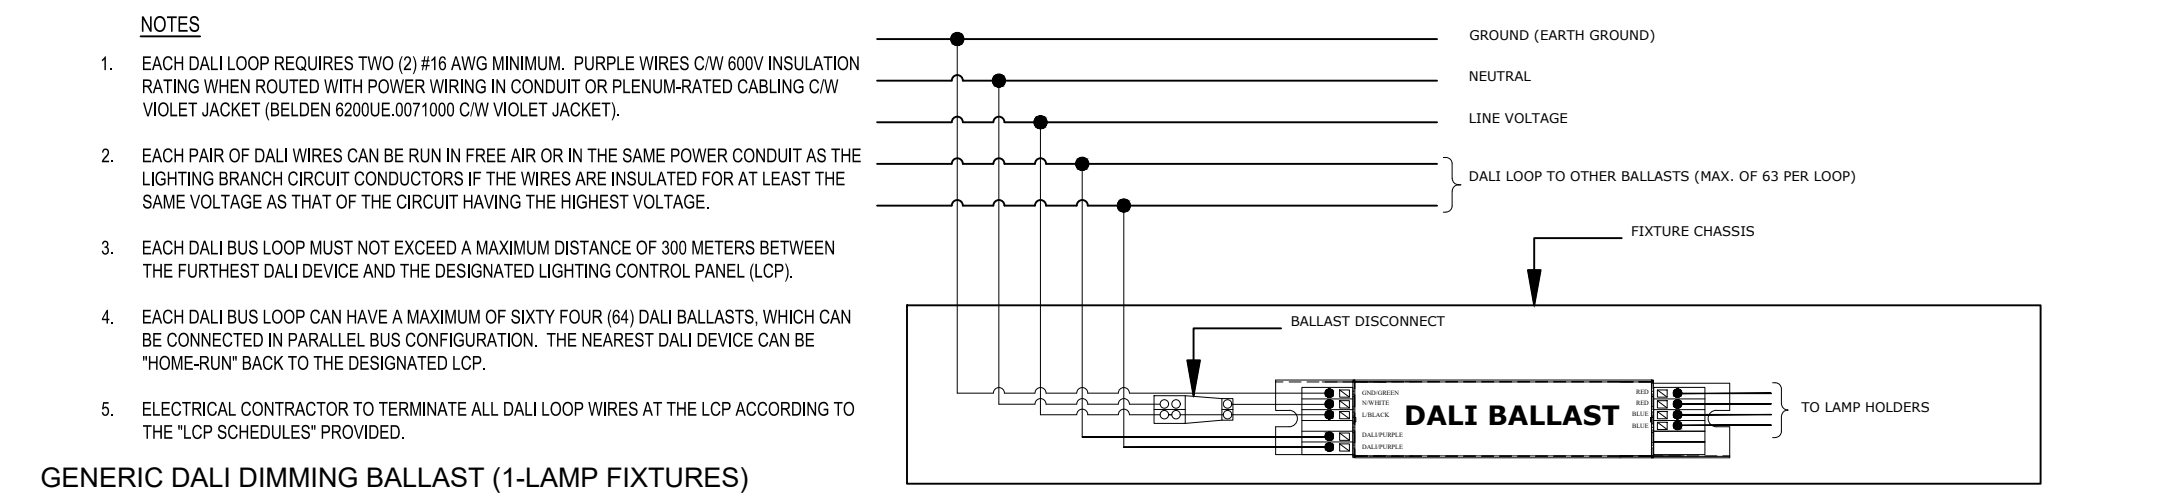 NOTES
1. EACH DALI LOOP REQUIRES TWO (2) #16 AWG MINIMUM.  PURPLE WIRES C/W 600V INSULATION
RATING WHEN ROUTED WITH POWER WIRING IN CONDUIT OR PLENUM-RATED CABLING C/W
VIOLET JACKET (BELDEN 6200UE.0071000 C/W VIOLET JACKET).
2. EACH PAIR OF DALI WIRES CAN BE RUN IN FREE AIR OR IN THE SAME POWER CONDUIT AS THE
LIGHTING BRANCH CIRCUIT CONDUCTORS IF THE WIRES ARE INSULATED FOR AT LEAST THE
SAME VOLTAGE AS THAT OF THE CIRCUIT HAVING THE HIGHEST VOLTAGE.
3. EACH DALI BUS LOOP MUST NOT EXCEED A MAXIMUM DISTANCE OF 300 METERS BETWEEN
THE FURTHEST DALI DEVICE AND THE DESIGNATED LIGHTING CONTROL PANEL (LCP).
4. EACH DALI BUS LOOP CAN HAVE A MAXIMUM OF SIXTY FOUR (64) DALI BALLASTS, WHICH CAN
BE CONNECTED IN PARALLEL BUS CONFIGURATION.  THE NEAREST DALI DEVICE CAN BE
"HOME-RUN" BACK TO THE DESIGNATED LCP.
5. ELECTRICAL CONTRACTOR TO TERMINATE ALL DALI LOOP WIRES AT THE LCP ACCORDING TO
THE "LCP SCHEDULES" PROVIDED.
GENERIC DALI DIMMING BALLAST (1-LAMP FIXTURES)
GROUND (EARTH GROUND)
NEUTRAL
LINE VOLTAGE
DALI LOOP TO OTHER BALLASTS (MAX. OF 63 PER LOOP)
FIXTURE CHASSIS
BALLAST DISCONNECT
GND/GREEN
N/WHITE
L/BLACK
DALI/PURPLE
DALI/PURPLE
DALI BALLAST
RED
RED
BLUE
BLUE
TO LAMP HOLDERS